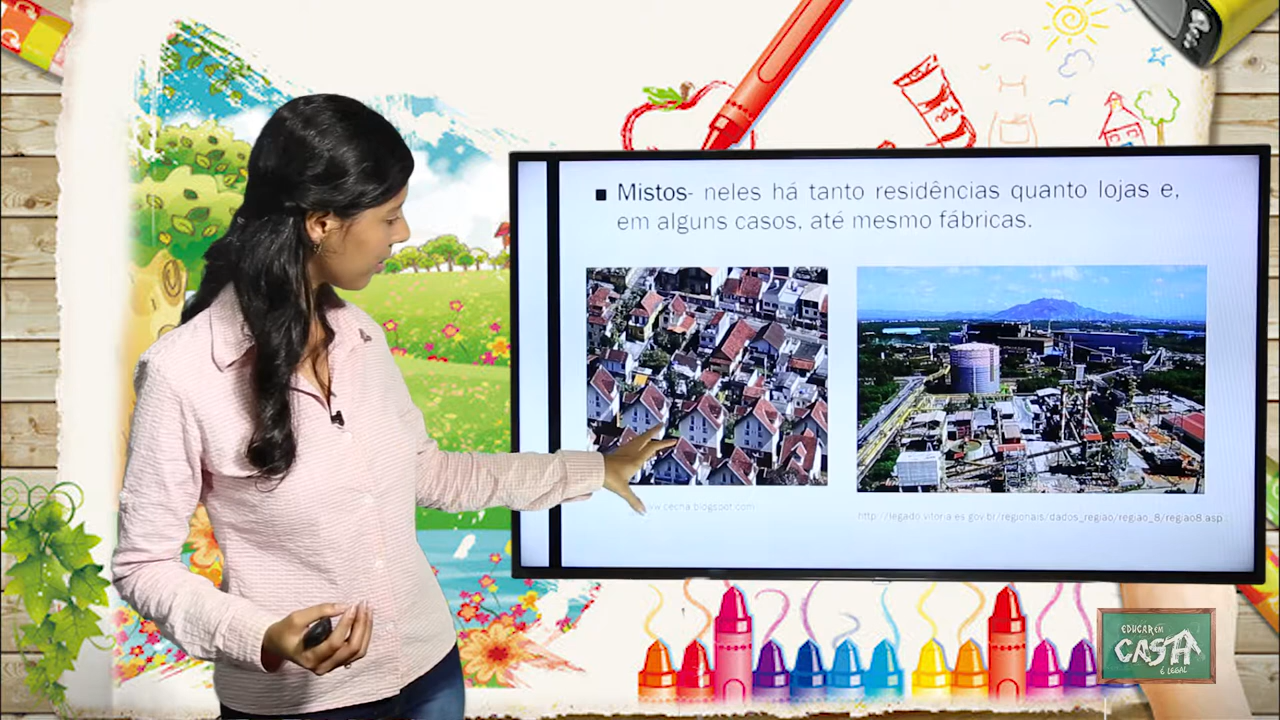 Mistos- neles há tanto residências quanto lojas e,
em alguns casos, até mesmo fábricas.
www.cecna.blogspot.com
http://legado.vitoria.es.gov.br/regionais/dados_regiao/regiao_8/regiao8.asp
EDUCAR EM
CASA
É LEGAL